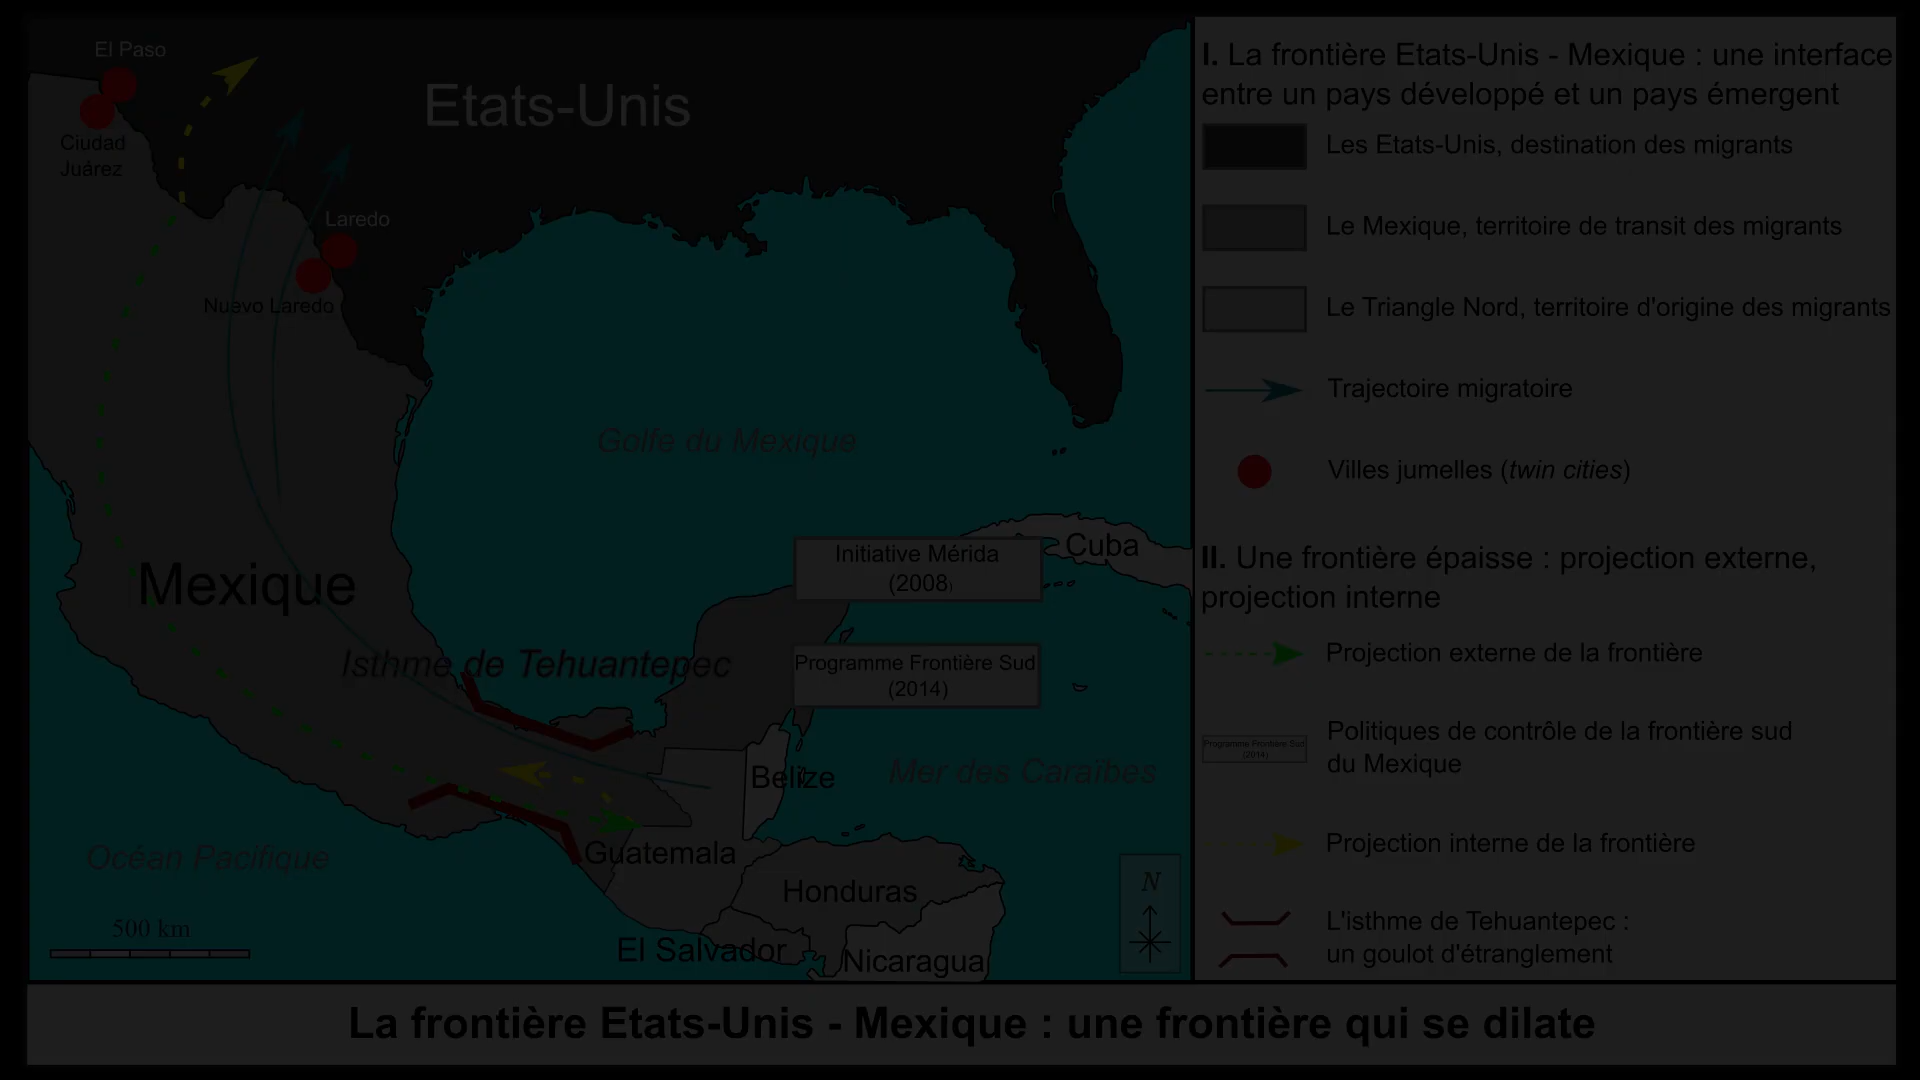 El Paso
Etats-Unis
Ciudad
Juárez
Laredo
Nuevo Laredo
Golfe du Mexique
Initiative Mérida
(2008)
Cuba
Mexique
Isthme de Tehuantepec
Programme Frontière Sud
(2014)
Belize
Mer des Caraïbes
Océan Pacifique
Guatemala
Honduras
N
500 km
El Salvador
Nicaragua
I. La frontière Etats-Unis - Mexique : une interface
entre un pays développé et un pays émergent
Les Etats-Unis, destination des migrants
Le Mexique, territoire de transit des migrants
Le Triangle Nord, territoire d'origine des migrants
Trajectoire migratoire
Villes jumelles (twin cities)
II. Une frontière épaisse : projection externe,
projection interne
Projection externe de la frontière
Programme Frontière Sud
(2014)
Politiques de contrôle de la frontière sud
du Mexique
Projection interne de la frontière
L'isthme de Tehuantepec :
un goulot d'étranglement
La frontière Etats-Unis - Mexique : une frontière qui se dilate